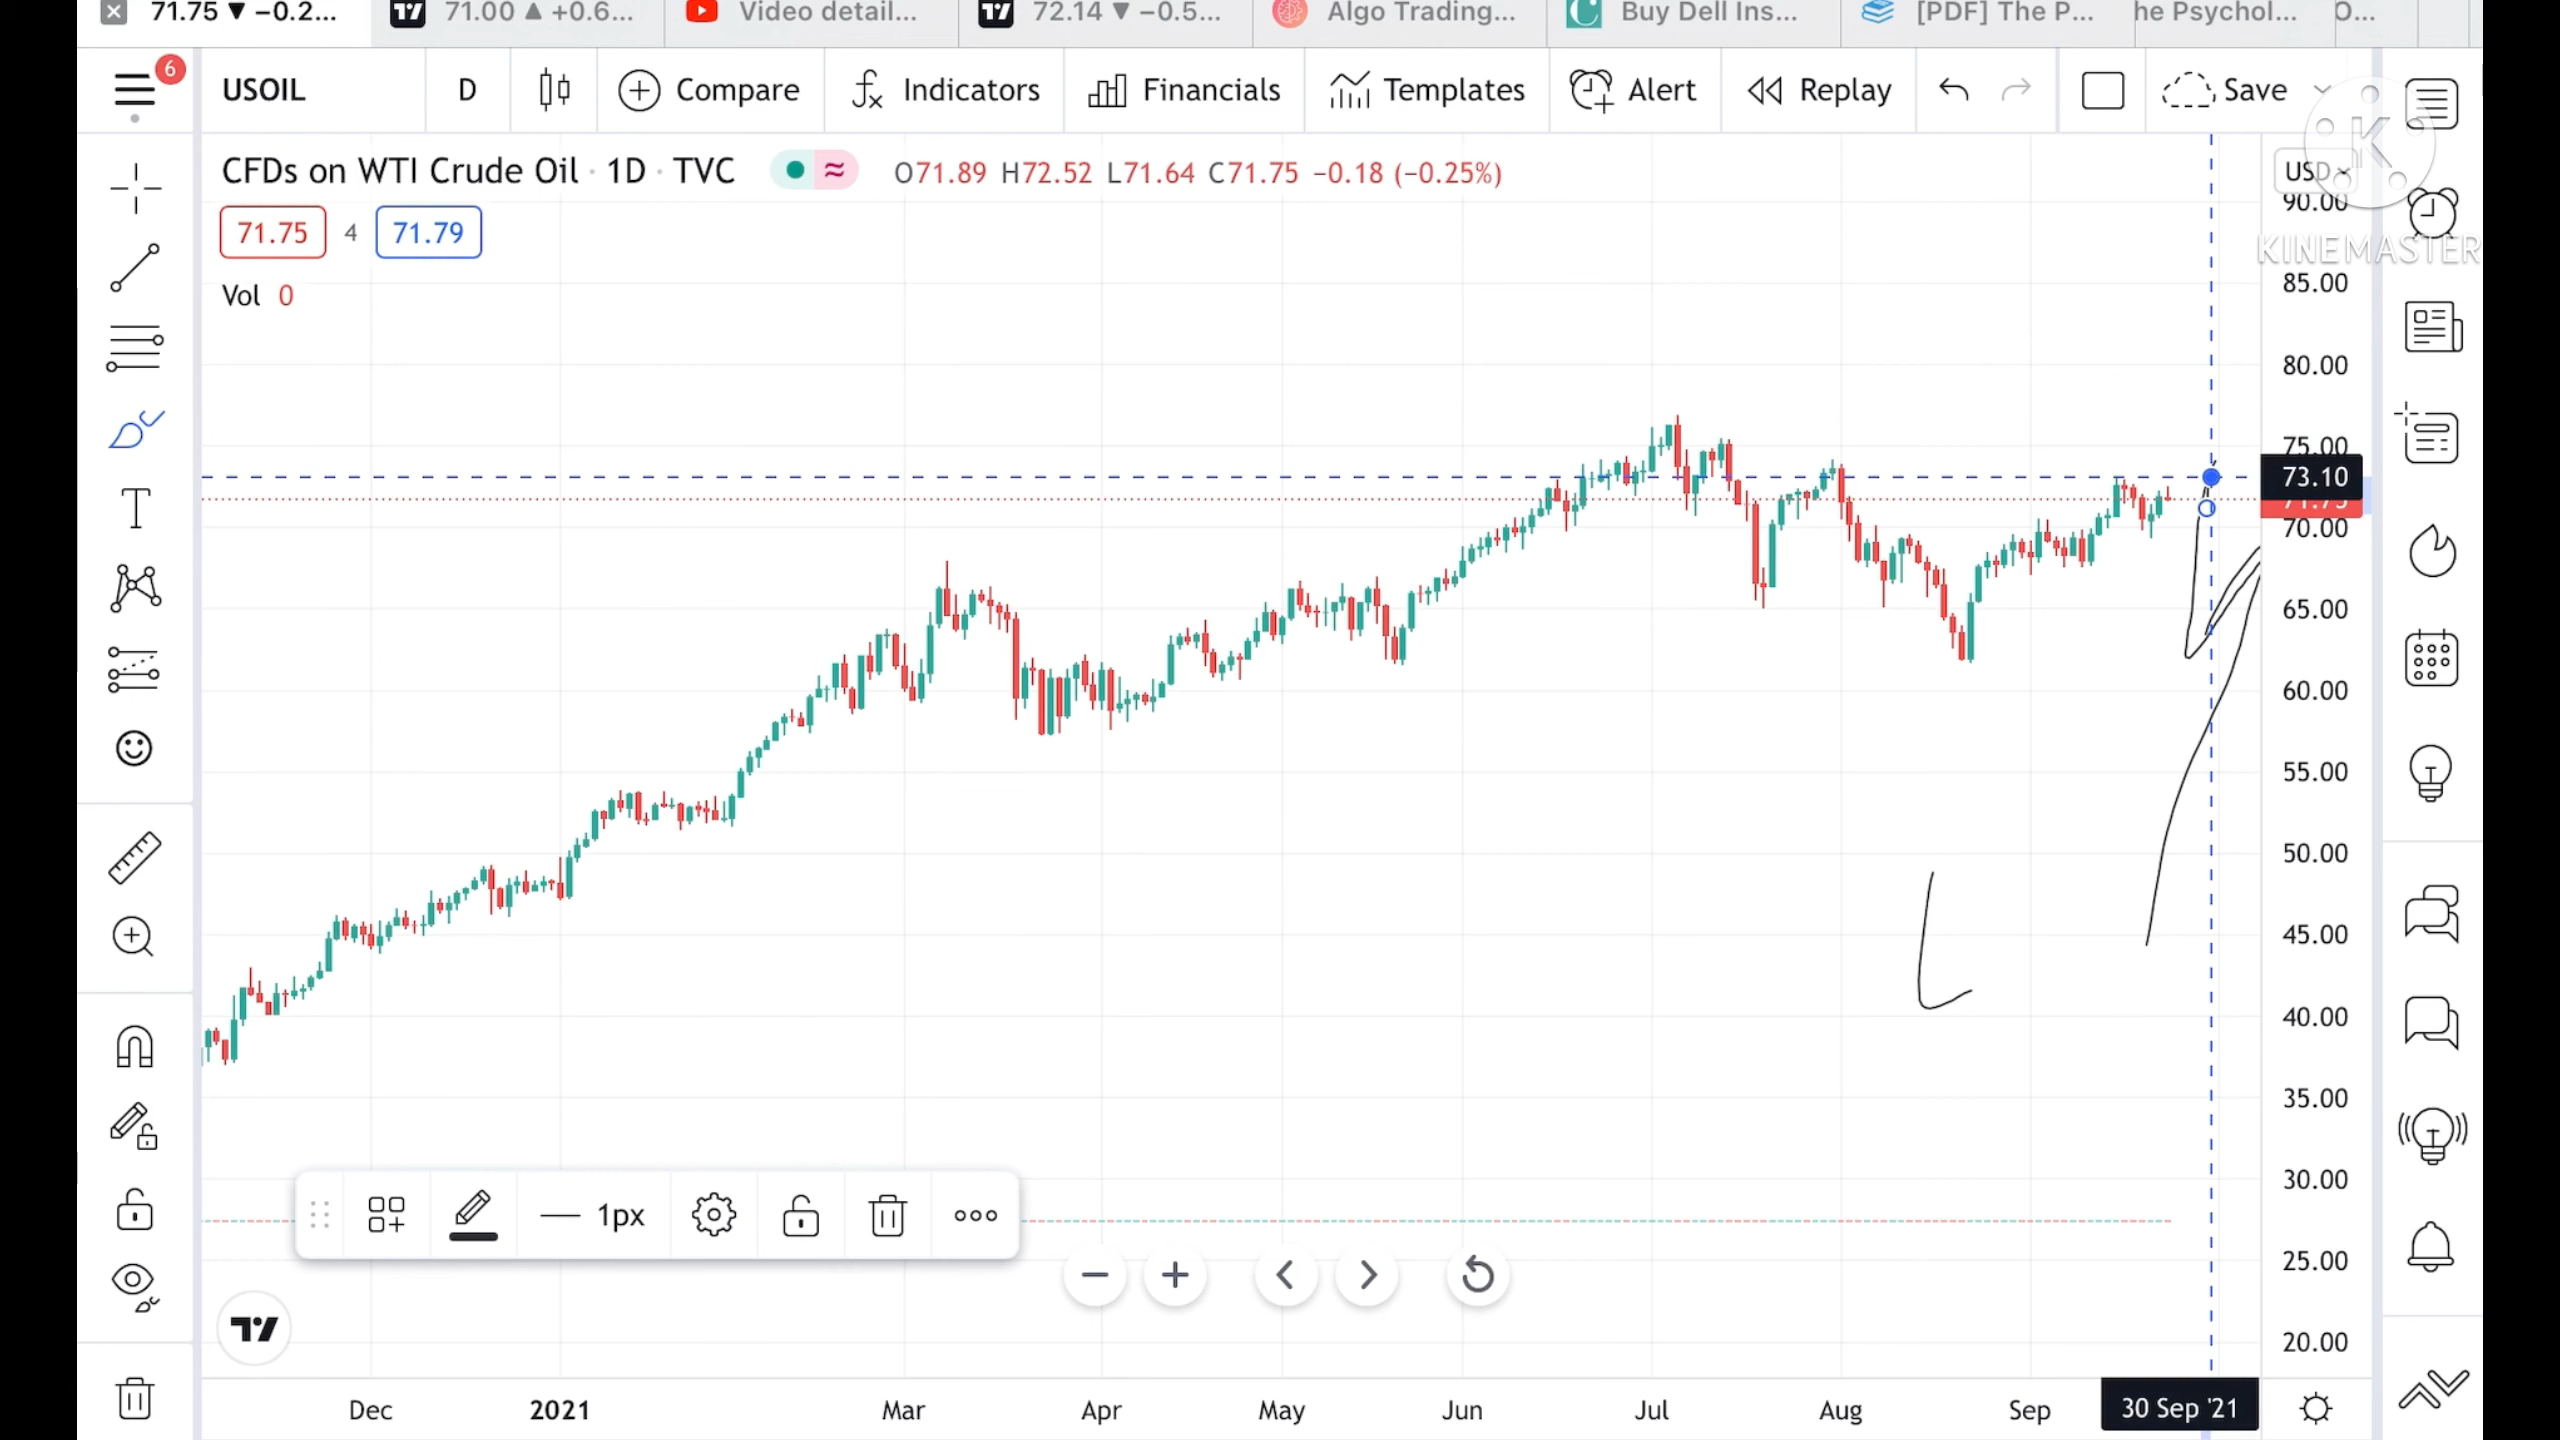 71.75 ▼ −0.2...
71.00 ▲ +0.6...
Video detail...
72.14 ▼ −0.5...
Algo Trading...
Buy Dell Ins...
[PDF] The P...
he Psychol...
O...
6
USOIL
D
Compare
Indicators
Financials
Templates
Alert
Replay
Save
CFDs on WTI Crude Oil · 1D · TVC
O71.89 H72.52 L71.64 C71.75 −0.18 (−0.25%)
71.75 4 71.79
Vol 0
K
KINEMASTER
USD
90.00
85.00
80.00
75.00
73.10
71.75
70.00
65.00
60.00
55.00
50.00
45.00
40.00
35.00
30.00
25.00
20.00
1px
Dec 2021 Mar Apr May Jun Jul Aug Sep 30 Sep '21